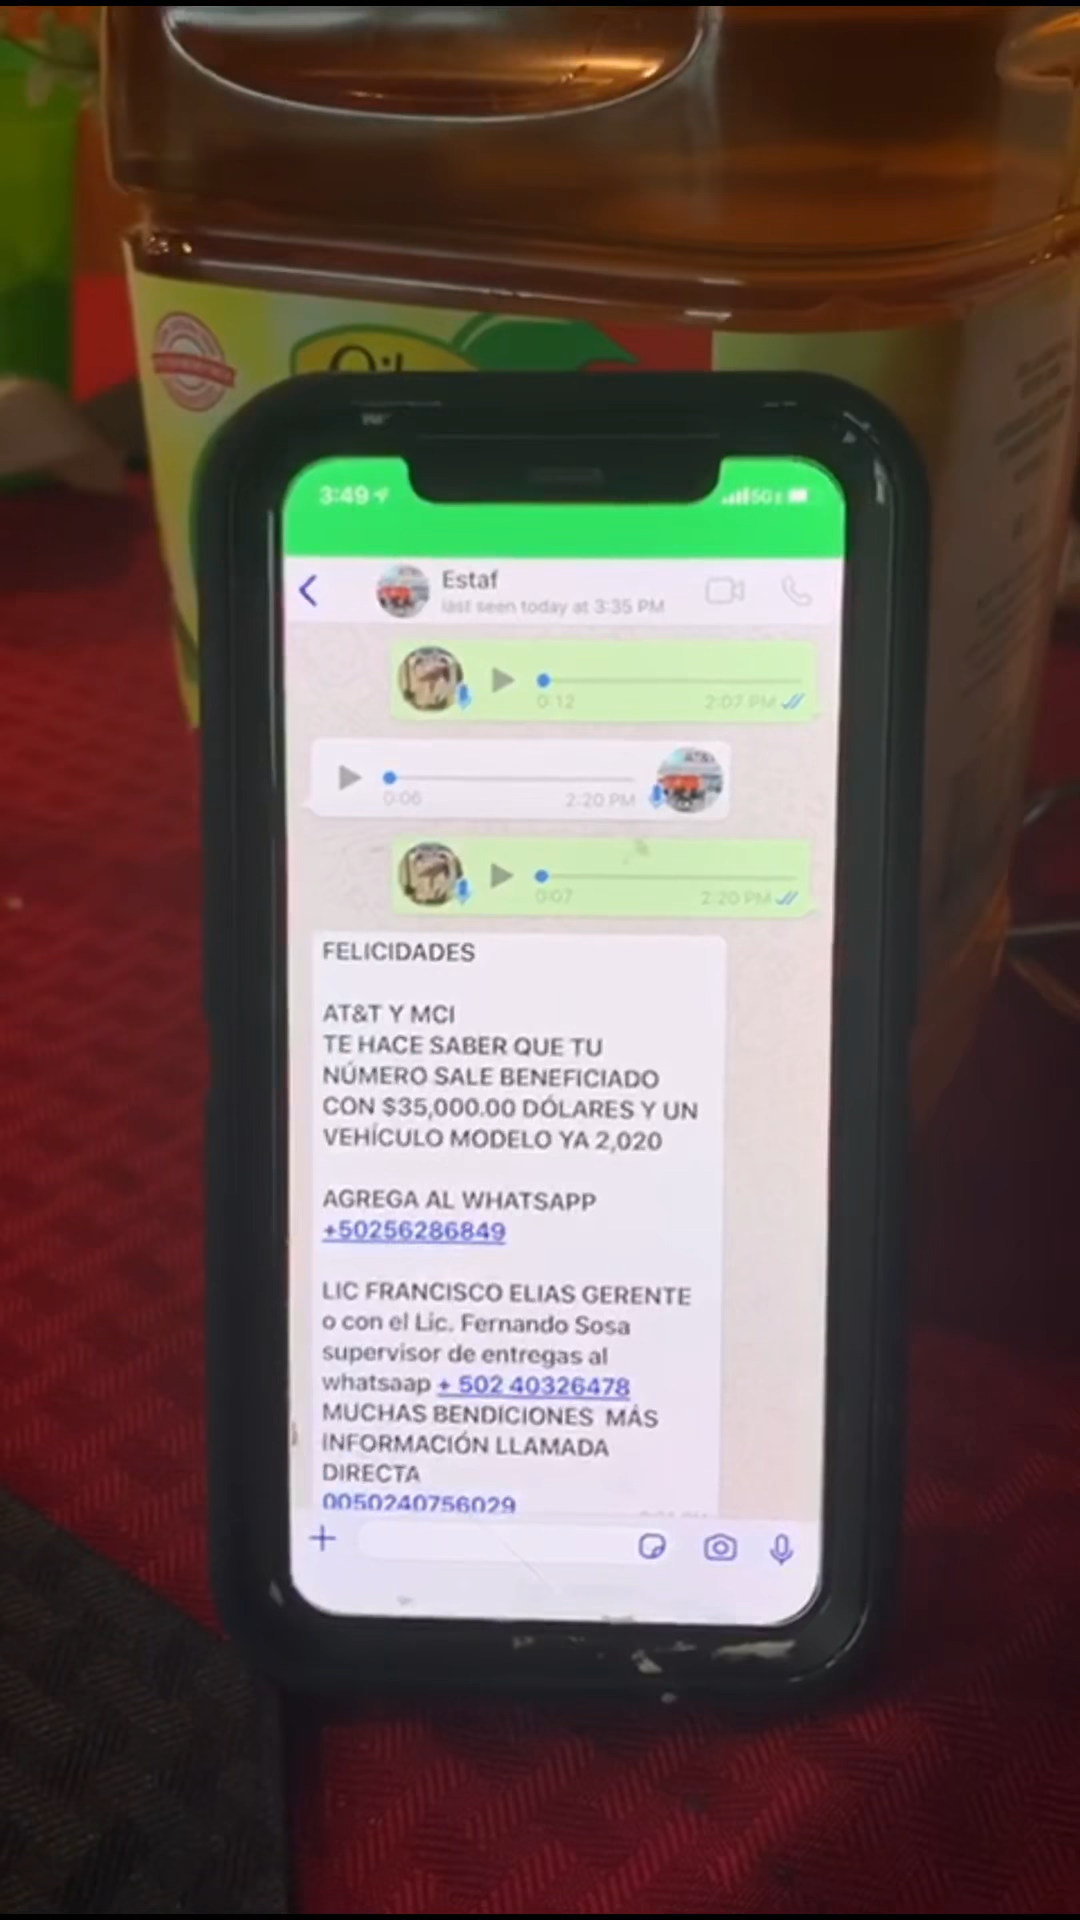 3:49
5G
Estaf
last seen today at 3:35 PM
0:12
2:07 PM
0:06
2:20 PM
0:07
2:20 PM
FELICIDADES
AT&T Y MCI
TE HACE SABER QUE TU
NÚMERO SALE BENEFICIADO
CON $35,000.00 DÓLARES Y UN
VEHÍCULO MODELO YA 2,020
AGREGA AL WHATSAPP
+50256286849
LIC FRANCISCO ELIAS GERENTE
o con el Lic. Fernando Sosa
supervisor de entregas al
whatsaap + 502 40326478
MUCHAS BENDICIONES MÁS
INFORMACIÓN LLAMADA
DIRECTA
0050240756029